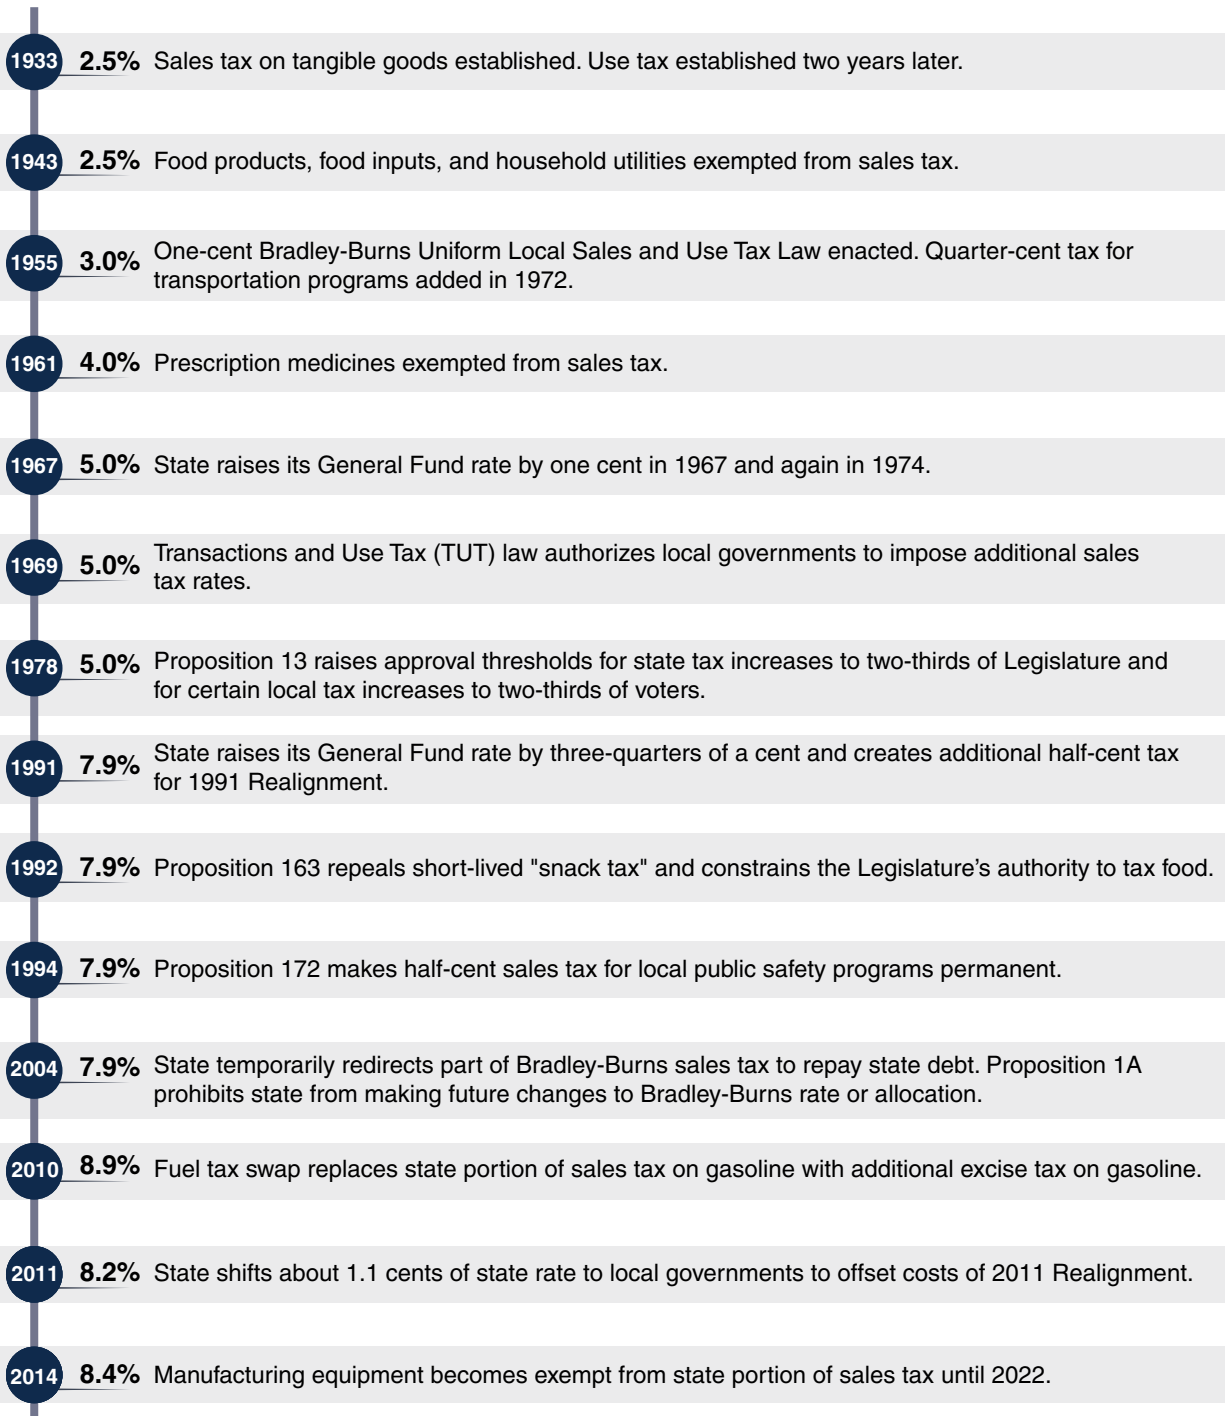 1933 2.5% Sales tax on tangible goods established. Use tax established two years later.
1943 2.5% Food products, food inputs, and household utilities exempted from sales tax.
1955 3.0% One-cent Bradley-Burns Uniform Local Sales and Use Tax Law enacted. Quarter-cent tax for
transportation programs added in 1972.
1961 4.0% Prescription medicines exempted from sales tax.
1967 5.0% State raises its General Fund rate by one cent in 1967 and again in 1974.
1969 5.0% Transactions and Use Tax (TUT) law authorizes local governments to impose additional sales
tax rates.
1978 5.0% Proposition 13 raises approval thresholds for state tax increases to two-thirds of Legislature and
for certain local tax increases to two-thirds of voters.
1991 7.9% State raises its General Fund rate by three-quarters of a cent and creates additional half-cent tax
for 1991 Realignment.
1992 7.9% Proposition 163 repeals short-lived "snack tax" and constrains the Legislature’s authority to tax food.
1994 7.9% Proposition 172 makes half-cent sales tax for local public safety programs permanent.
2004 7.9% State temporarily redirects part of Bradley-Burns sales tax to repay state debt. Proposition 1A
prohibits state from making future changes to Bradley-Burns rate or allocation.
2010 8.9% Fuel tax swap replaces state portion of sales tax on gasoline with additional excise tax on gasoline.
2011 8.2% State shifts about 1.1 cents of state rate to local governments to offset costs of 2011 Realignment.
2014 8.4% Manufacturing equipment becomes exempt from state portion of sales tax until 2022.